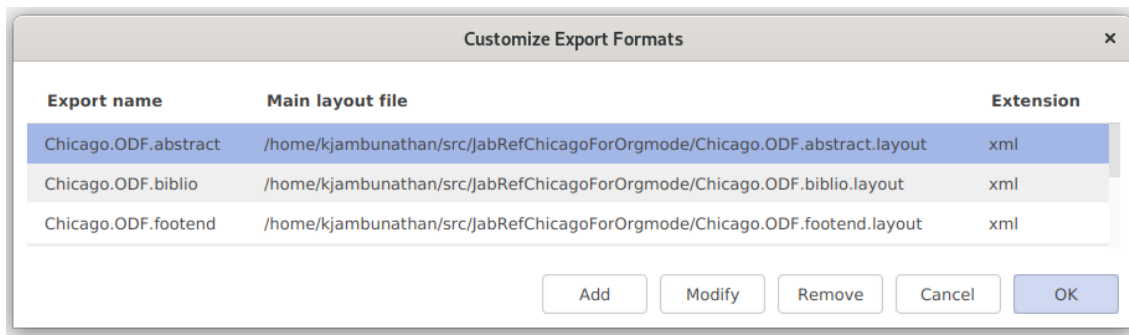 Customize Export Formats ×
Export name Main layout file Extension
Chicago.ODF.abstract /home/kjambunathan/src/JabRefChicagoForOrgmode/Chicago.ODF.abstract.layout xml
Chicago.ODF.biblio /home/kjambunathan/src/JabRefChicagoForOrgmode/Chicago.ODF.biblio.layout xml
Chicago.ODF.footend /home/kjambunathan/src/JabRefChicagoForOrgmode/Chicago.ODF.footend.layout xml
Add Modify Remove Cancel OK